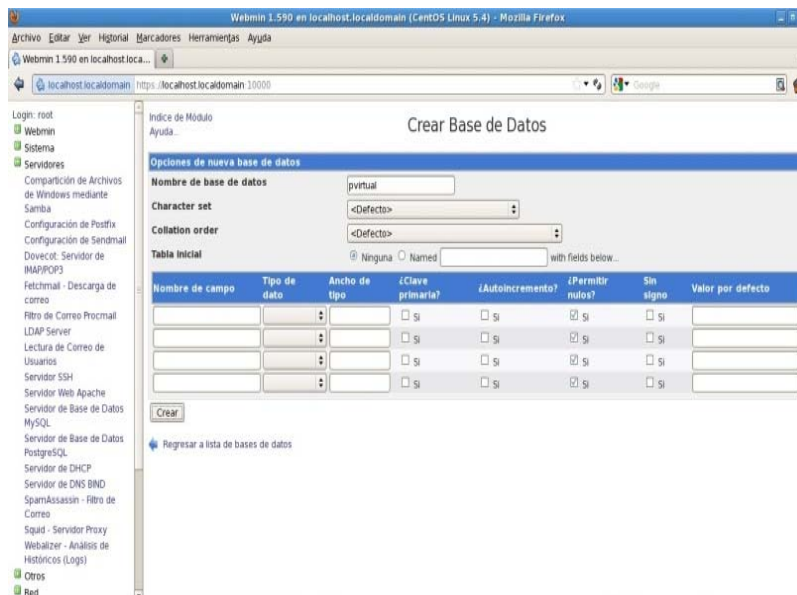 Webmin 1.590 en localhost.localdomain (CentOS Linux 5.4) - Mozilla Firefox
Archivo Editar Ver Historial Marcadores Herramientas Ayuda
Webmin 1.590 en localhost.loca...
localhost.localdomain https://localhost.localdomain:10000
Google
Login: root
Webmin
Sistema
Servidores
Compartición de Archivos
de Windows mediante
Samba
Configuración de Postfix
Configuración de Sendmail
Dovecot: Servidor de
IMAP/POP3
Fetchmail - Descarga de
correo
Filtro de Correo Procmail
LDAP Server
Lectura de Correo de
Usuarios
Servidor SSH
Servidor Web Apache
Servidor de Base de Datos
MySQL
Servidor de Base de Datos
PostgreSQL
Servidor de DHCP
Servidor de DNS BIND
SpamAssassin - Filtro de
Correo
Squid - Servidor Proxy
Webalizer - Análisis de
Históricos (Logs)
Otros
Red
Indice de Módulo
Ayuda..
Crear Base de Datos
Opciones de nueva base de datos
Nombre de base de datos pvirtual
Character set <Defecto>
Collation order <Defecto>
Tabla inicial Ninguna Named with fields below...
Nombre de campo Tipo de dato Ancho de tipo ¿Clave primaria? ¿Autoincremento? ¿Permitir nulos? Sin signo Valor por defecto
Si Si Si Si
Si Si Si Si
Si Si Si Si
Si Si Si Si
Crear
Regresar a lista de bases de datos